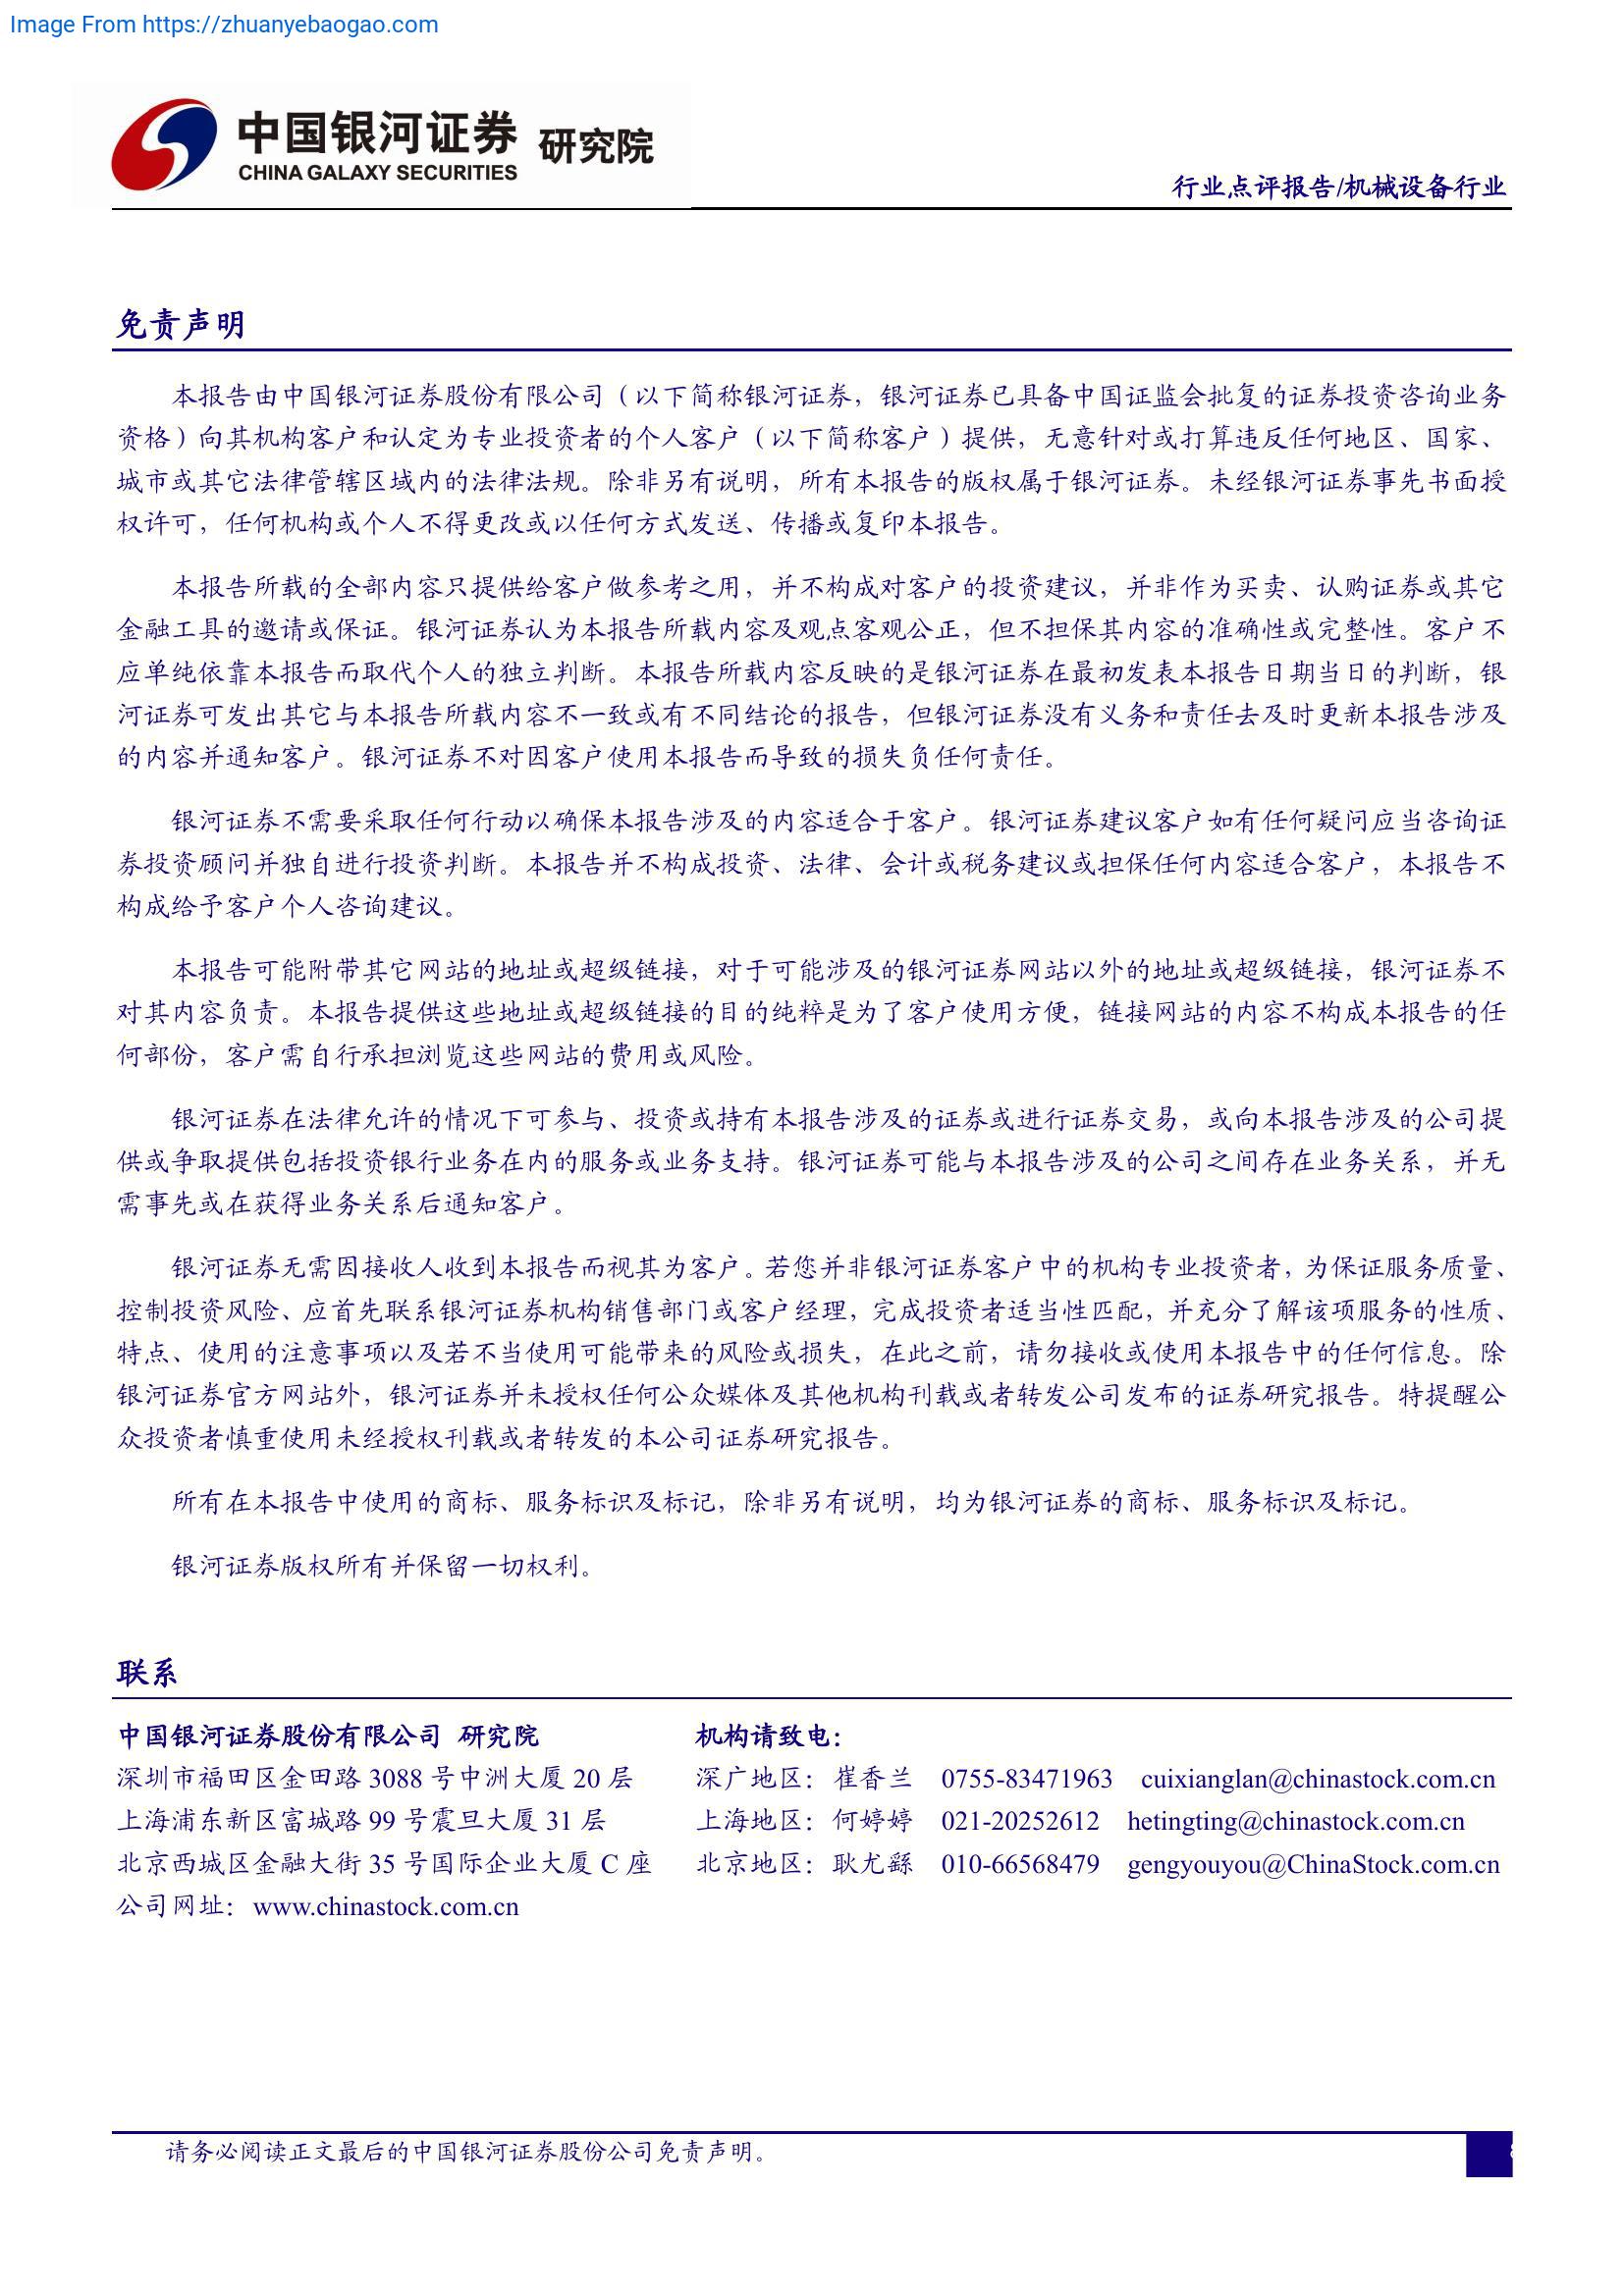 Image From https://zhuanyebaogao.com
中国银河证券 研究院
CHINA GALAXY SECURITIES
行业点评报告/机械设备行业
免责声明
本报告由中国银河证券股份有限公司（以下简称银河证券，银河证券已具备中国证监会批复的证券投资咨询业务
资格）向其机构客户和认定为专业投资者的个人客户（以下简称客户）提供，无意针对或打算违反任何地区、国家、
城市或其它法律管辖区域内的法律法规。除非另有说明，所有本报告的版权属于银河证券。未经银河证券事先书面授
权许可，任何机构或个人不得更改或以任何方式发送、传播或复印本报告。
本报告所载的全部内容只提供给客户做参考之用，并不构成对客户的投资建议，并非作为买卖、认购证券或其它
金融工具的邀请或保证。银河证券认为本报告所载内容及观点客观公正，但不担保其内容的准确性或完整性。客户不
应单纯依靠本报告而取代个人的独立判断。本报告所载内容反映的是银河证券在最初发表本报告日期当日的判断，银
河证券可发出其它与本报告所载内容不一致或有不同结论的报告，但银河证券没有义务和责任去及时更新本报告涉及
的内容并通知客户。银河证券不对因客户使用本报告而导致的损失负任何责任。
银河证券不需要采取任何行动以确保本报告涉及的内容适合于客户。银河证券建议客户如有任何疑问应当咨询证
券投资顾问并独自进行投资判断。本报告并不构成投资、法律、会计或税务建议或担保任何内容适合客户，本报告不
构成给予客户个人咨询建议。
本报告可能附带其它网站的地址或超级链接，对于可能涉及的银河证券网站以外的地址或超级链接，银河证券不
对其内容负责。本报告提供这些地址或超级链接的目的纯粹是为了客户使用方便，链接网站的内容不构成本报告的任
何部份，客户需自行承担浏览这些网站的费用或风险。
银河证券在法律允许的情况下可参与、投资或持有本报告涉及的证券或进行证券交易，或向本报告涉及的公司提
供或争取提供包括投资银行业务在内的服务或业务支持。银河证券可能与本报告涉及的公司之间存在业务关系，并无
需事先或在获得业务关系后通知客户。
银河证券无需因接收人收到本报告而视其为客户。若您并非银河证券客户中的机构专业投资者，为保证服务质量、
控制投资风险、应首先联系银河证券机构销售部门或客户经理，完成投资者适当性匹配，并充分了解该项服务的性质、
特点、使用的注意事项以及若不当使用可能带来的风险或损失，在此之前，请勿接收或使用本报告中的任何信息。除
银河证券官方网站外，银河证券并未授权任何公众媒体及其他机构刊载或者转发公司发布的证券研究报告。特提醒公
众投资者慎重使用未经授权刊载或者转发的本公司证券研究报告。
所有在本报告中使用的商标、服务标识及标记，除非另有说明，均为银河证券的商标、服务标识及标记。
银河证券版权所有并保留一切权利。
联系
中国银河证券股份有限公司 研究院 机构请致电：
深圳市福田区金田路 3088 号中洲大厦 20 层 深广地区：崔香兰 0755-83471963 cuixianglan@chinastock.com.cn
上海浦东新区富城路 99 号震旦大厦 31 层 上海地区：何婷婷 021-20252612 hetingting@chinastock.com.cn
北京西城区金融大街 35 号国际企业大厦 C 座 北京地区：耿尤繇 010-66568479 gengyouyou@ChinaStock.com.cn
公司网址：www.chinastock.com.cn
请务必阅读正文最后的中国银河证券股份公司免责声明。